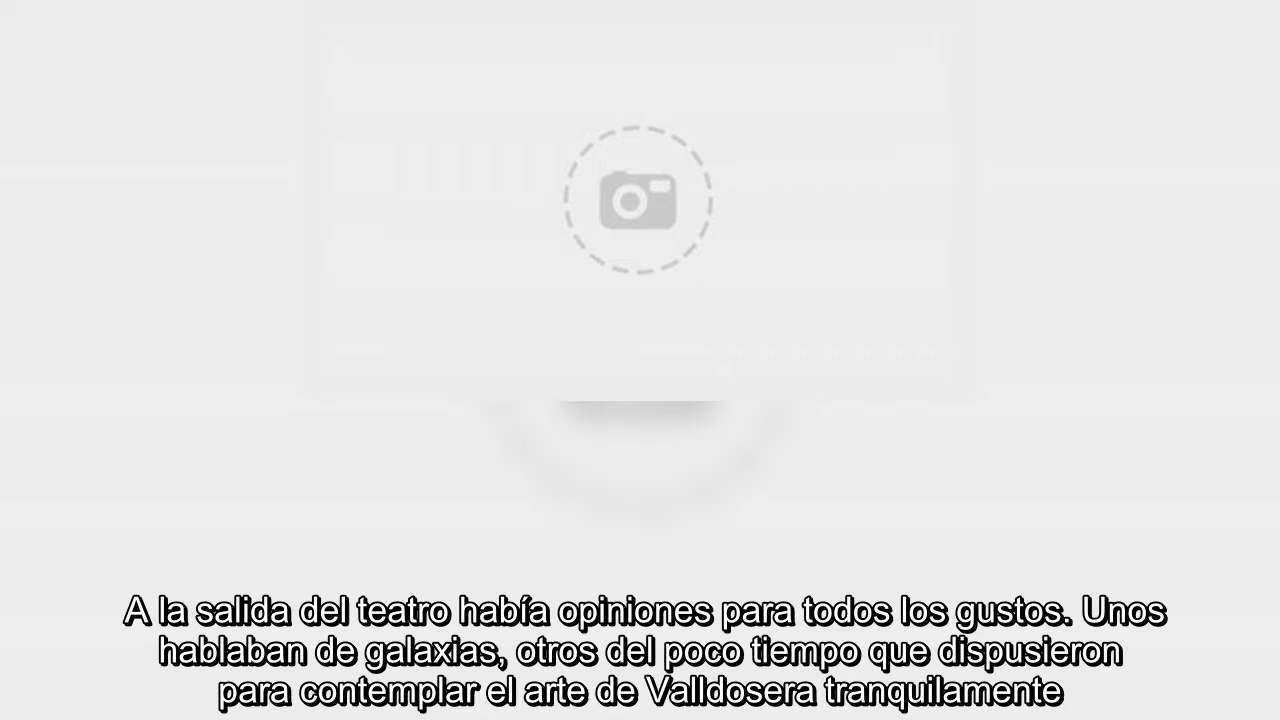 A la salida del teatro había opiniones para todos los gustos. Unos
hablaban de galaxias, otros del poco tiempo que dispusieron
para contemplar el arte de Valldosera tranquilamente